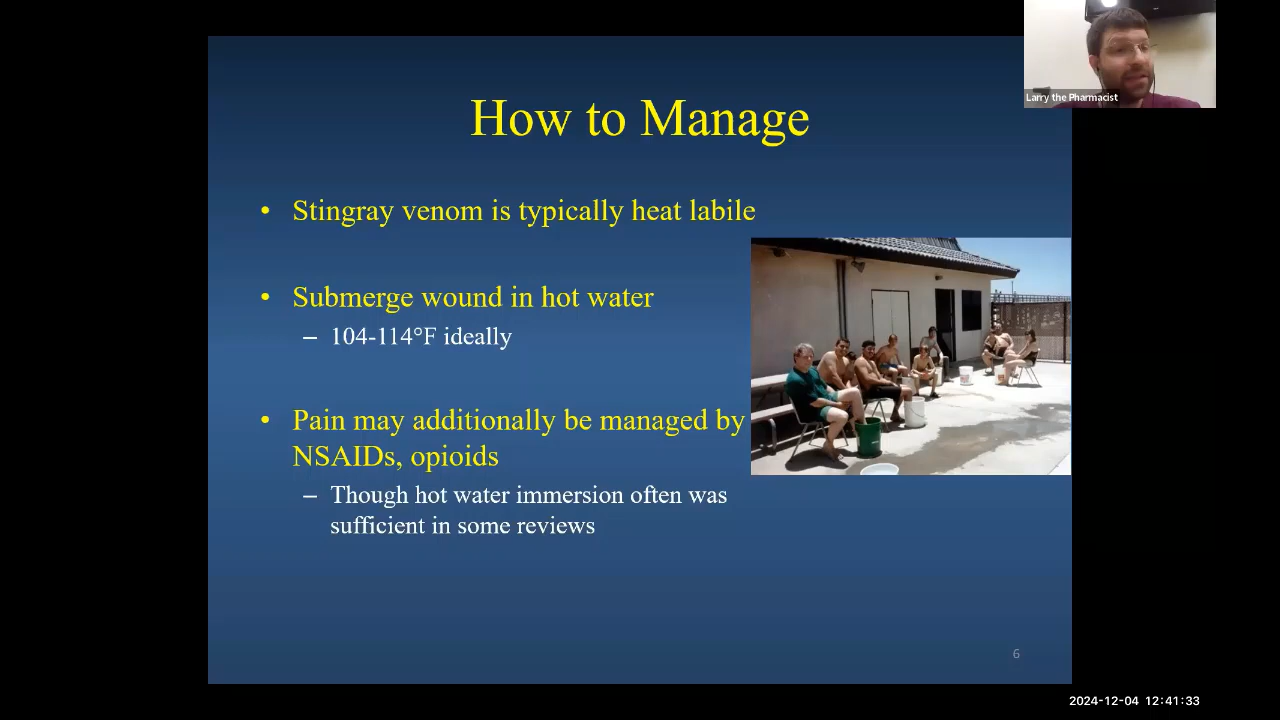 Larry the Pharmacist
How to Manage
• Stingray venom is typically heat labile
• Submerge wound in hot water
– 104-114°F ideally
• Pain may additionally be managed by
NSAIDs, opioids
– Though hot water immersion often was
sufficient in some reviews
6
2024-12-04 12:41:33